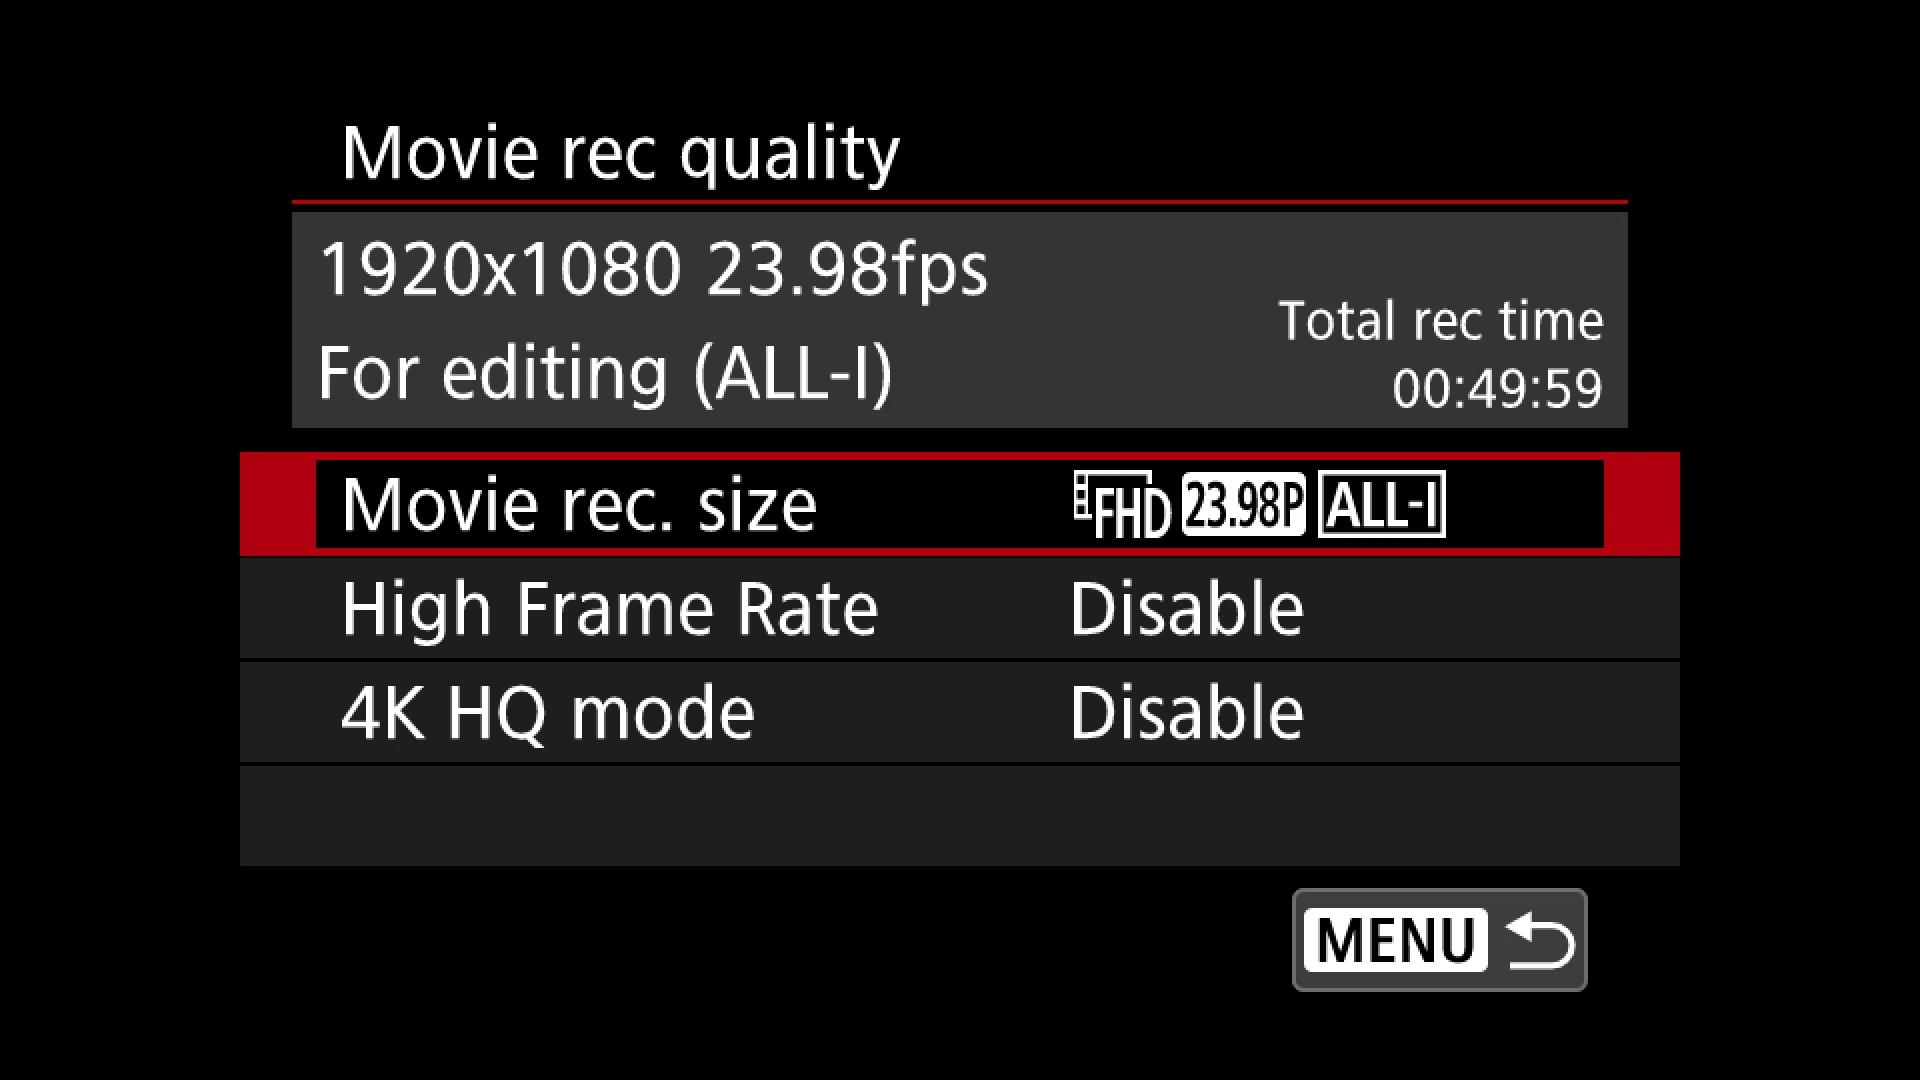 Movie rec quality
1920x1080 23.98fps
For editing (ALL-I)
Total rec time
00:49:59
Movie rec. size FHD 23.98P ALL-I
High Frame Rate Disable
4K HQ mode Disable
MENU